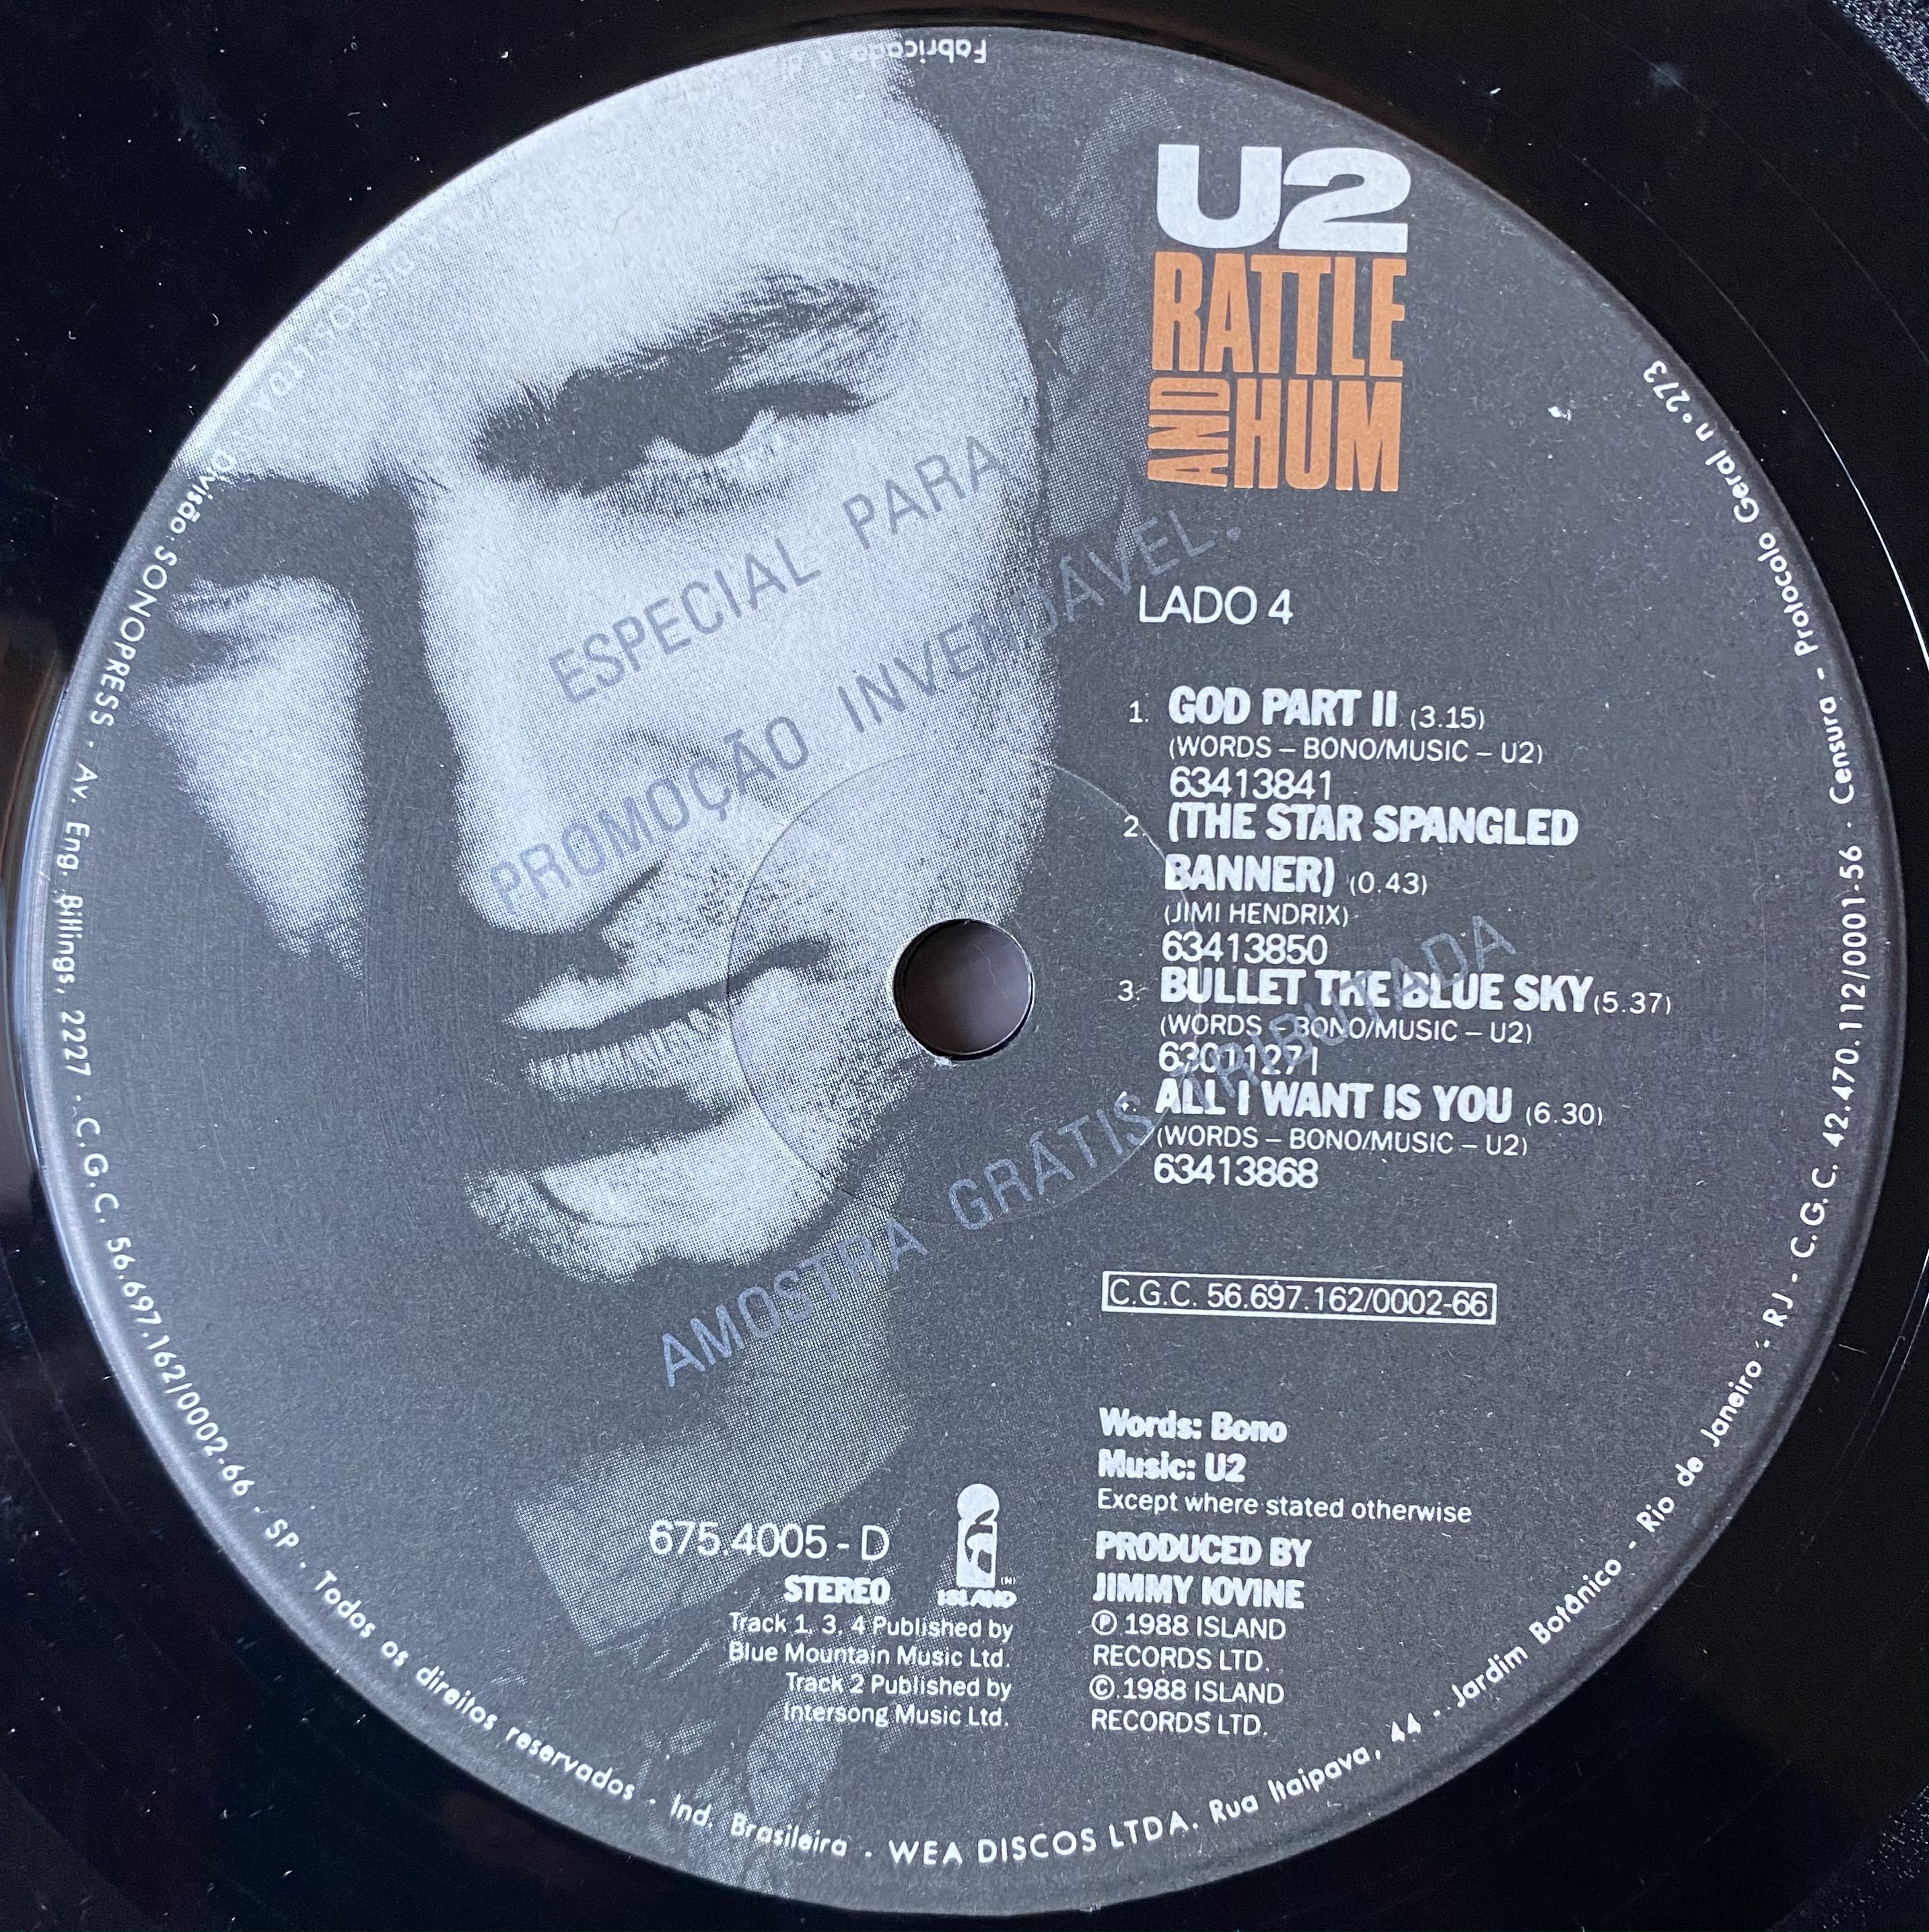 U2
RATTLE
AND HUM
LADO 4
1. GOD PART II (3.15)
(WORDS – BONO/MUSIC – U2)
63413841
2. (THE STAR SPANGLED
BANNER) (0.43)
(JIMI HENDRIX)
63413850
3. BULLET THE BLUE SKY (5.37)
(WORDS – BONO/MUSIC – U2)
63011271
4. ALL I WANT IS YOU (6.30)
(WORDS – BONO/MUSIC – U2)
63413868
C.G.C. 56.697.162/0002-66
Words: Bono
Music: U2
Except where stated otherwise
PRODUCED BY
JIMMY IOVINE
℗ 1988 ISLAND
RECORDS LTD.
© 1988 ISLAND
RECORDS LTD.
675.4005 - D
STEREO
ISLAND
Track 1, 3, 4 Published by
Blue Mountain Music Ltd.
Track 2 Published by
Intersong Music Ltd.
ESPECIAL PARA
PROMOÇÃO INVENDÁVEL.
AMOSTRA GRÁTIS TRIBUTADA
Fabricado
DISCOS LTDA. Divisão: SONOPRESS · Av. Eng. Billings, 2227 · C.G.C. 56.697.162/0002-66 · SP · Todos os direitos reservados · Ind. Brasileira · WEA DISCOS LTDA. Rua Itaipava, 44 - Jardim Botânico - Rio de Janeiro - RJ - C.G.C. 42.470.112/0001-56 · Censura - Protocolo Geral n.º 273